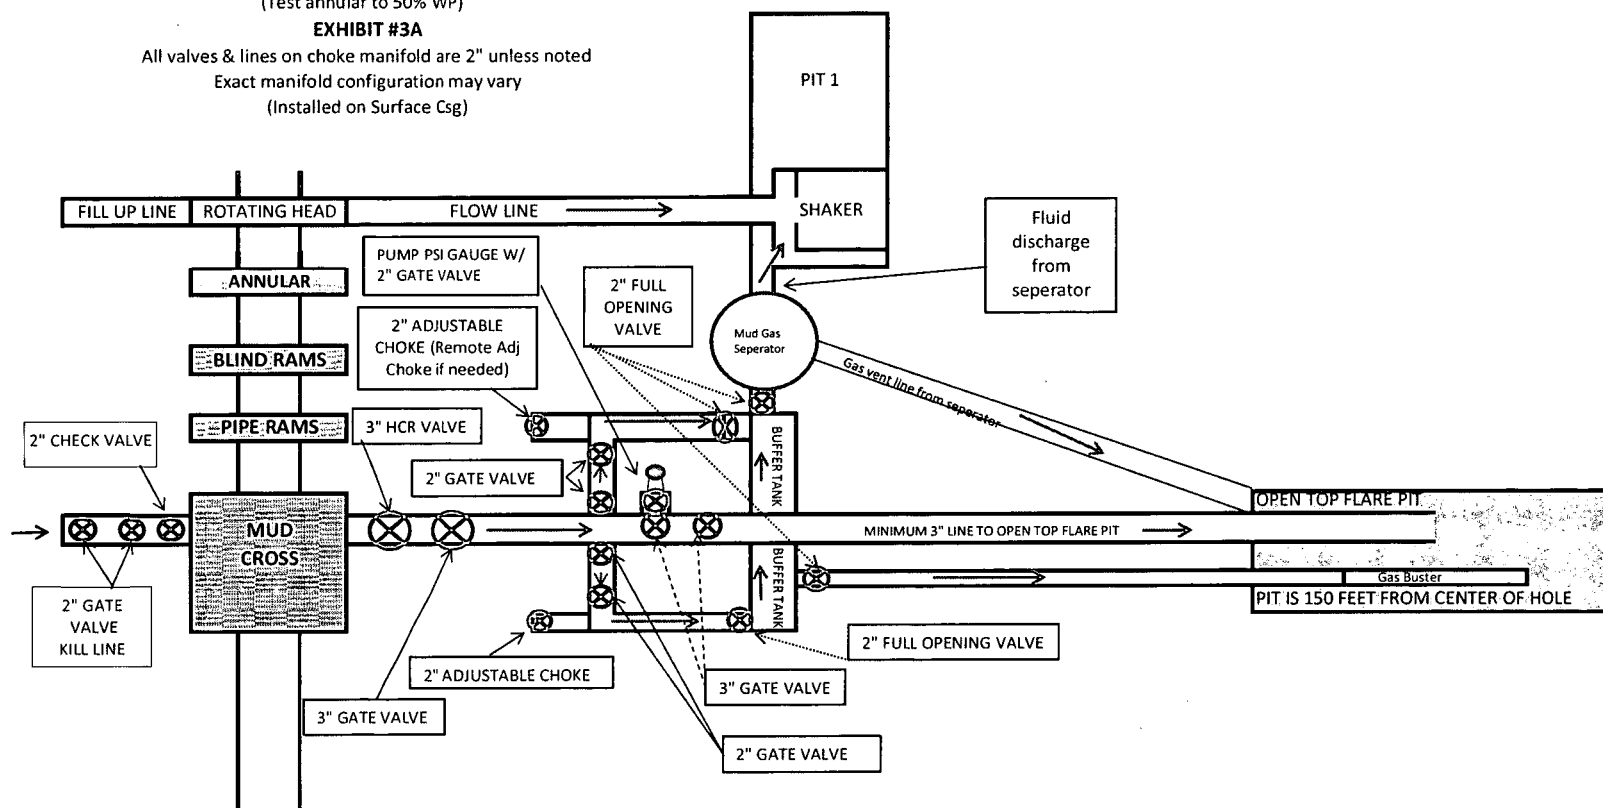 (Test annular to 50% WP)
EXHIBIT #3A
All valves & lines on choke manifold are 2" unless noted
Exact manifold configuration may vary
(Installed on Surface Csg)
PIT 1
FILL UP LINE
ROTATING HEAD
FLOW LINE
SHAKER
Fluid
discharge
from
seperator
PUMP PSI GAUGE W/
2" GATE VALVE
ANNULAR
2" FULL
OPENING
VALVE
2" ADJUSTABLE
CHOKE (Remote Adj
Choke if needed)
Mud Gas
Seperator
BLIND RAMS
Gas vent line from seperator
PIPE RAMS
3" HCR VALVE
2" CHECK VALVE
2" GATE VALVE
BUFFER TANK
OPEN TOP FLARE PIT
MUD
CROSS
MINIMUM 3" LINE TO OPEN TOP FLARE PIT
BUFFER TANK
Gas Buster
PIT IS 150 FEET FROM CENTER OF HOLE
2" GATE
VALVE
KILL LINE
2" FULL OPENING VALVE
2" ADJUSTABLE CHOKE
3" GATE VALVE
3" GATE VALVE
2" GATE VALVE